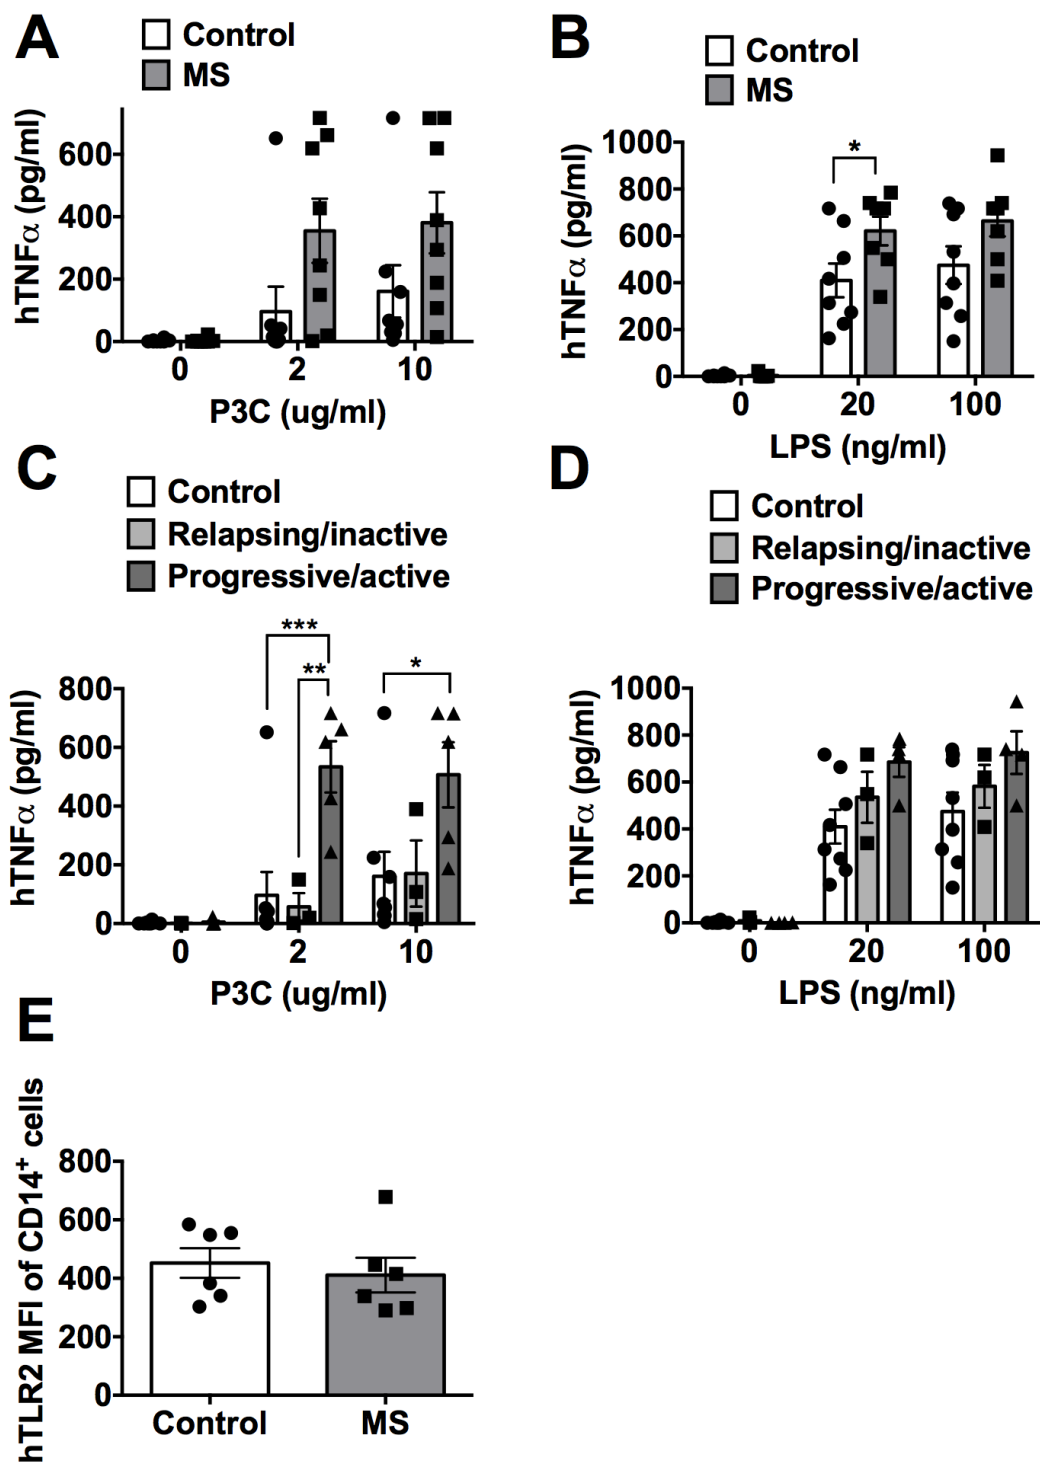 A
Control
MS
hTNFα (pg/ml)
600
400
200
0
0 2 10
P3C (ug/ml)
B
Control
MS
hTNFα (pg/ml)
1000
800
600
400
200
0
*
0 20 100
LPS (ng/ml)
C
Control
Relapsing/inactive
Progressive/active
hTNFα (pg/ml)
800
600
400
200
0
***
**
*
0 2 10
P3C (ug/ml)
D
Control
Relapsing/inactive
Progressive/active
hTNFα (pg/ml)
1000
800
600
400
200
0
0 20 100
LPS (ng/ml)
E
hTLR2 MFI of CD14⁺ cells
800
600
400
200
0
Control MS